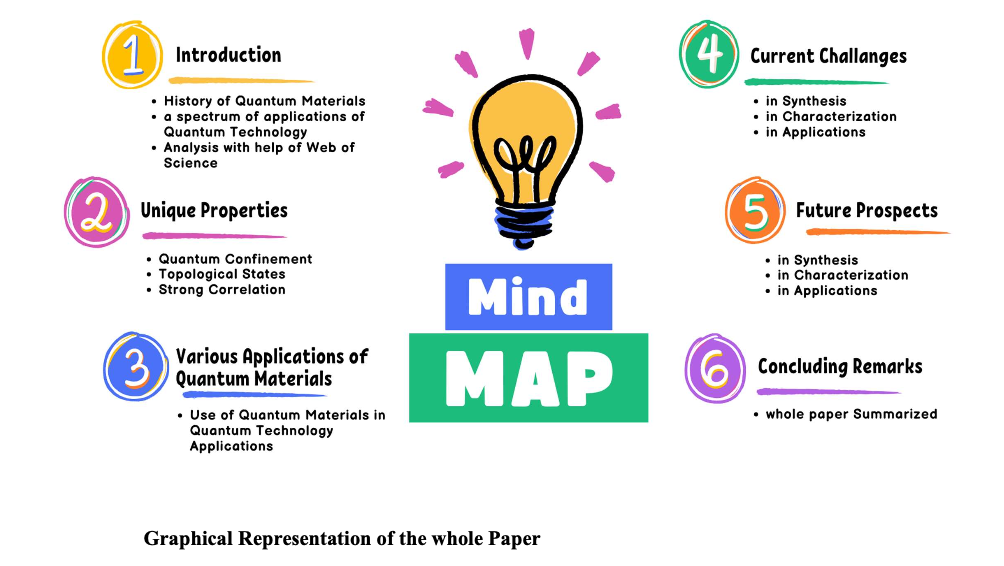 1
Introduction
• History of Quantum Materials
• a spectrum of applications of
Quantum Technology
• Analysis with help of Web of
Science
2
Unique Properties
• Quantum Confinement
• Topological States
• Strong Correlation
3
Various Applications of
Quantum Materials
• Use of Quantum Materials in
Quantum Technology
Applications
Mind
MAP
4
Current Challanges
• in Synthesis
• in Characterization
• in Applications
5
Future Prospects
• in Synthesis
• in Characterization
• in Applications
6
Concluding Remarks
• whole paper Summarized
Graphical Representation of the whole Paper